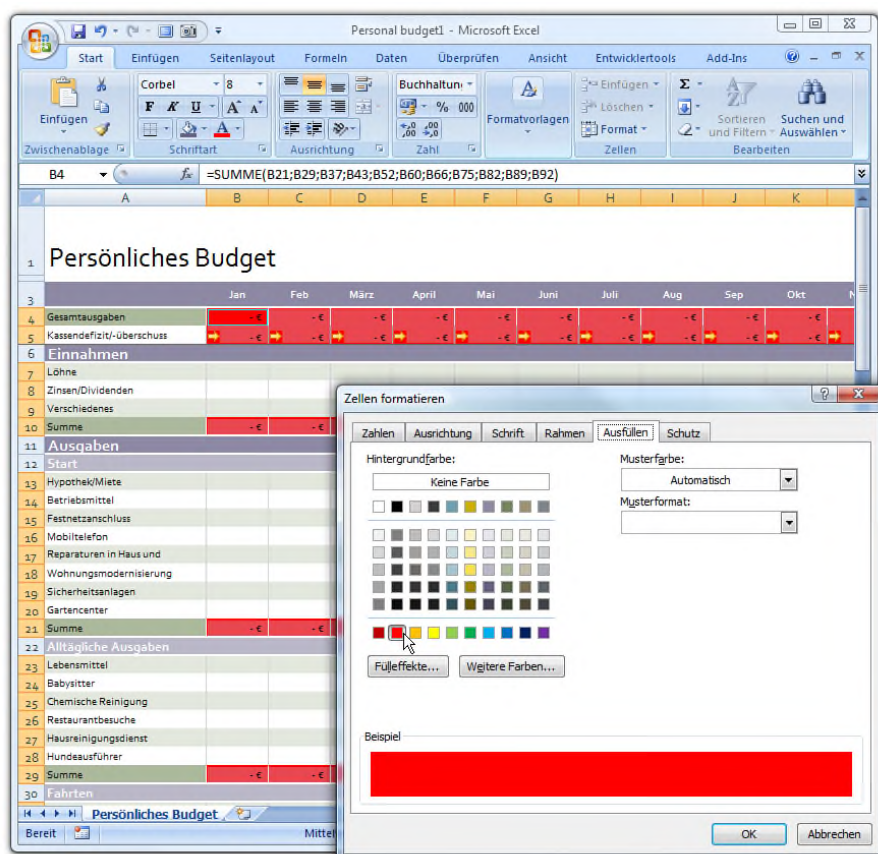 Personal budget1 - Microsoft Excel
Start Einfügen Seitenlayout Formeln Daten Überprüfen Ansicht Entwicklertools Add-Ins
Einfügen
Zwischenablage
Corbel 8
F K U A A
A
Schriftart
Ausrichtung
Buchhaltun
% 000
Zahl
Formatvorlagen
Einfügen
Löschen
Format
Zellen
Σ
Sortieren und Filtern
Suchen und Auswählen
Bearbeiten
B4 fx =SUMME(B21;B29;B37;B43;B52;B60;B66;B75;B82;B89;B92)
A B C D E F G H I J K
1 Persönliches Budget
3 Jan Feb März April Mai Juni Juli Aug Sep Okt N
4 Gesamtausgaben - € - € - € - € - € - € - € - € - € - €
5 Kassendefizit/-überschuss - € - € - € - € - € - € - € - € - € - €
6 Einnahmen
7 Löhne
8 Zinsen/Dividenden
9 Verschiedenes
10 Summe - € - €
11 Ausgaben
12 Start
13 Hypothek/Miete
14 Betriebsmittel
15 Festnetzanschluss
16 Mobiltelefon
17 Reparaturen in Haus und
18 Wohnungsmodernisierung
19 Sicherheitsanlagen
20 Gartencenter
21 Summe - € - €
22 Alltägliche Ausgaben
23 Lebensmittel
24 Babysitter
25 Chemische Reinigung
26 Restaurantbesuche
27 Hausreinigungsdienst
28 Hundeausführer
29 Summe - € - €
30 Fahrten
Persönliches Budget
Bereit Mittel
Zellen formatieren
Zahlen Ausrichtung Schrift Rahmen Ausfüllen Schutz
Hintergrundfarbe:
Keine Farbe
Musterfarbe:
Automatisch
Musterformat:
Fülleffekte... Weitere Farben...
Beispiel
OK Abbrechen